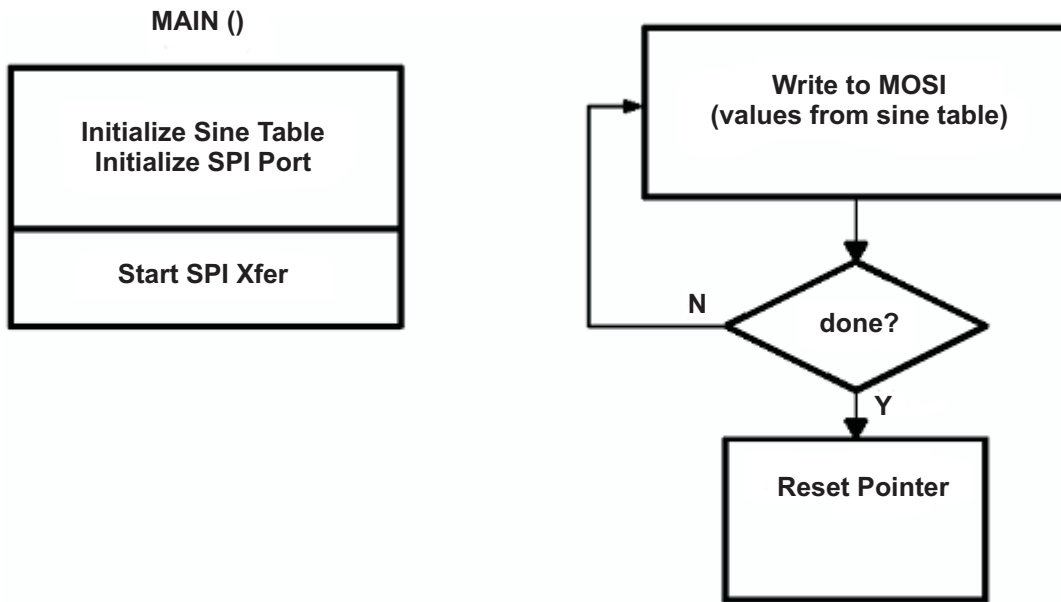 MAIN ()
Initialize Sine Table
Initialize SPI Port
Start SPI Xfer
Write to MOSI
(values from sine table)
done?
N
Y
Reset Pointer